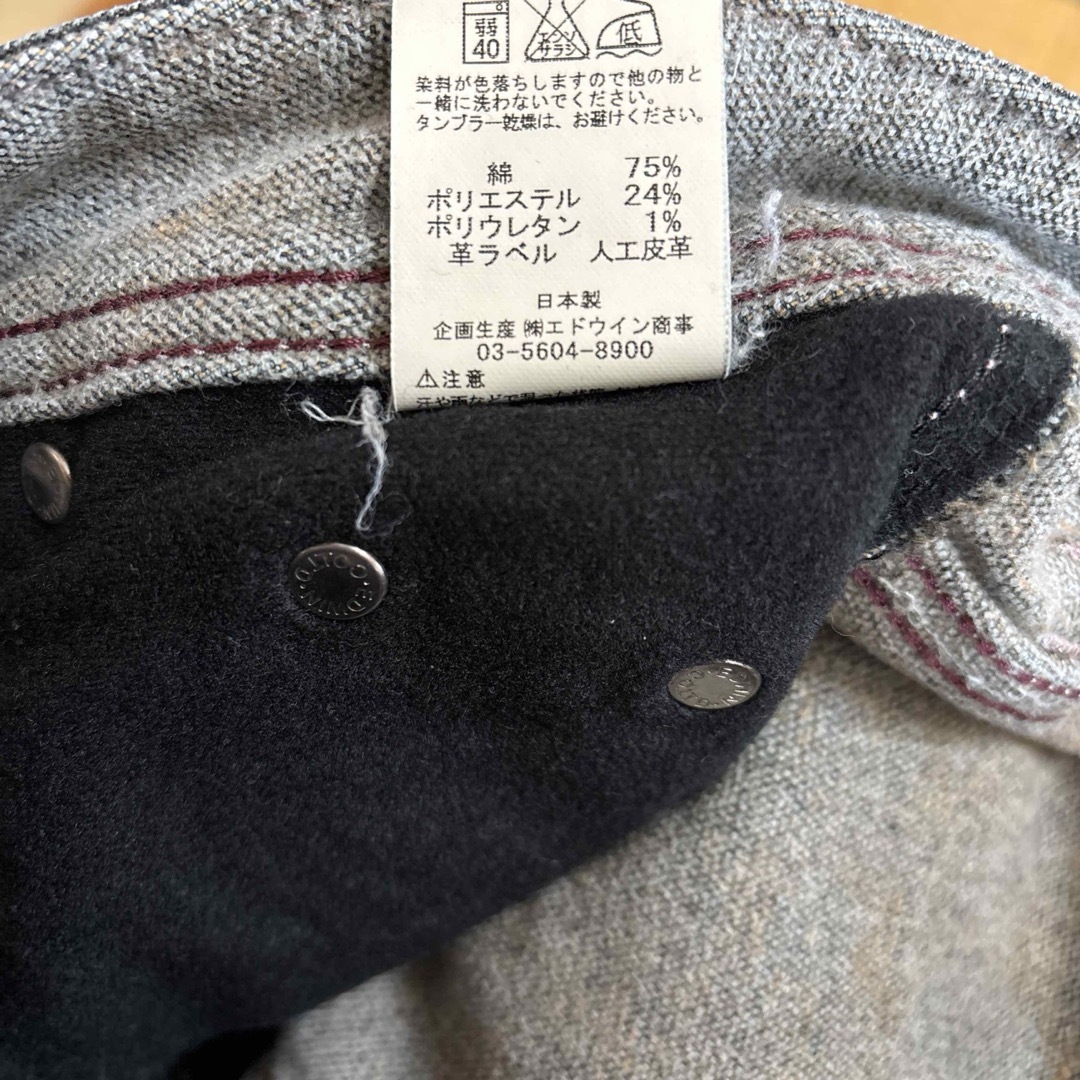 弱
40
エンソ
サラシ
低
染料が色落ちしますので他の物と
一緒に洗わないでください。
タンブラー乾燥は、お避けください。
綿 75%
ポリエステル 24%
ポリウレタン 1%
革ラベル 人工皮革
日本製
企画生産 ㈱エドウイン商事
03-5604-8900
⚠注意
EDWIN・CO.LTD・